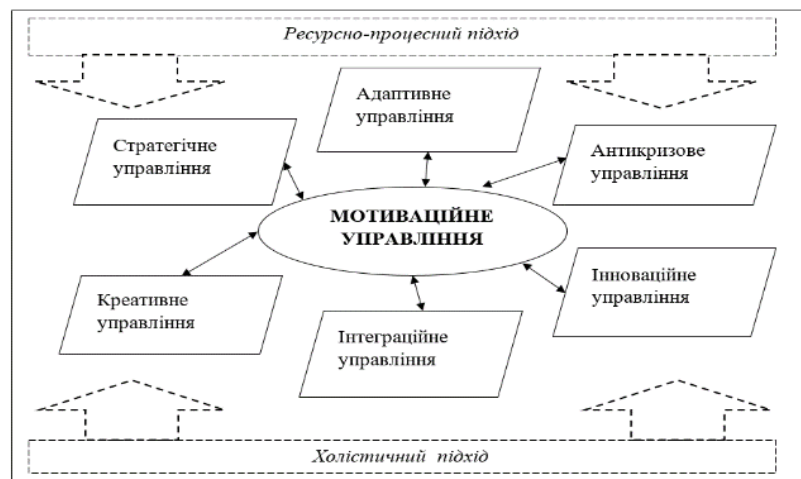 Ресурсно-процесний підхід
Адаптивне
управління
Стратегічне
управління
Антикризове
управління
МОТИВАЦІЙНЕ
УПРАВЛІННЯ
Креативне
управління
Інноваційне
управління
Інтеграційне
управління
Холістичний підхід